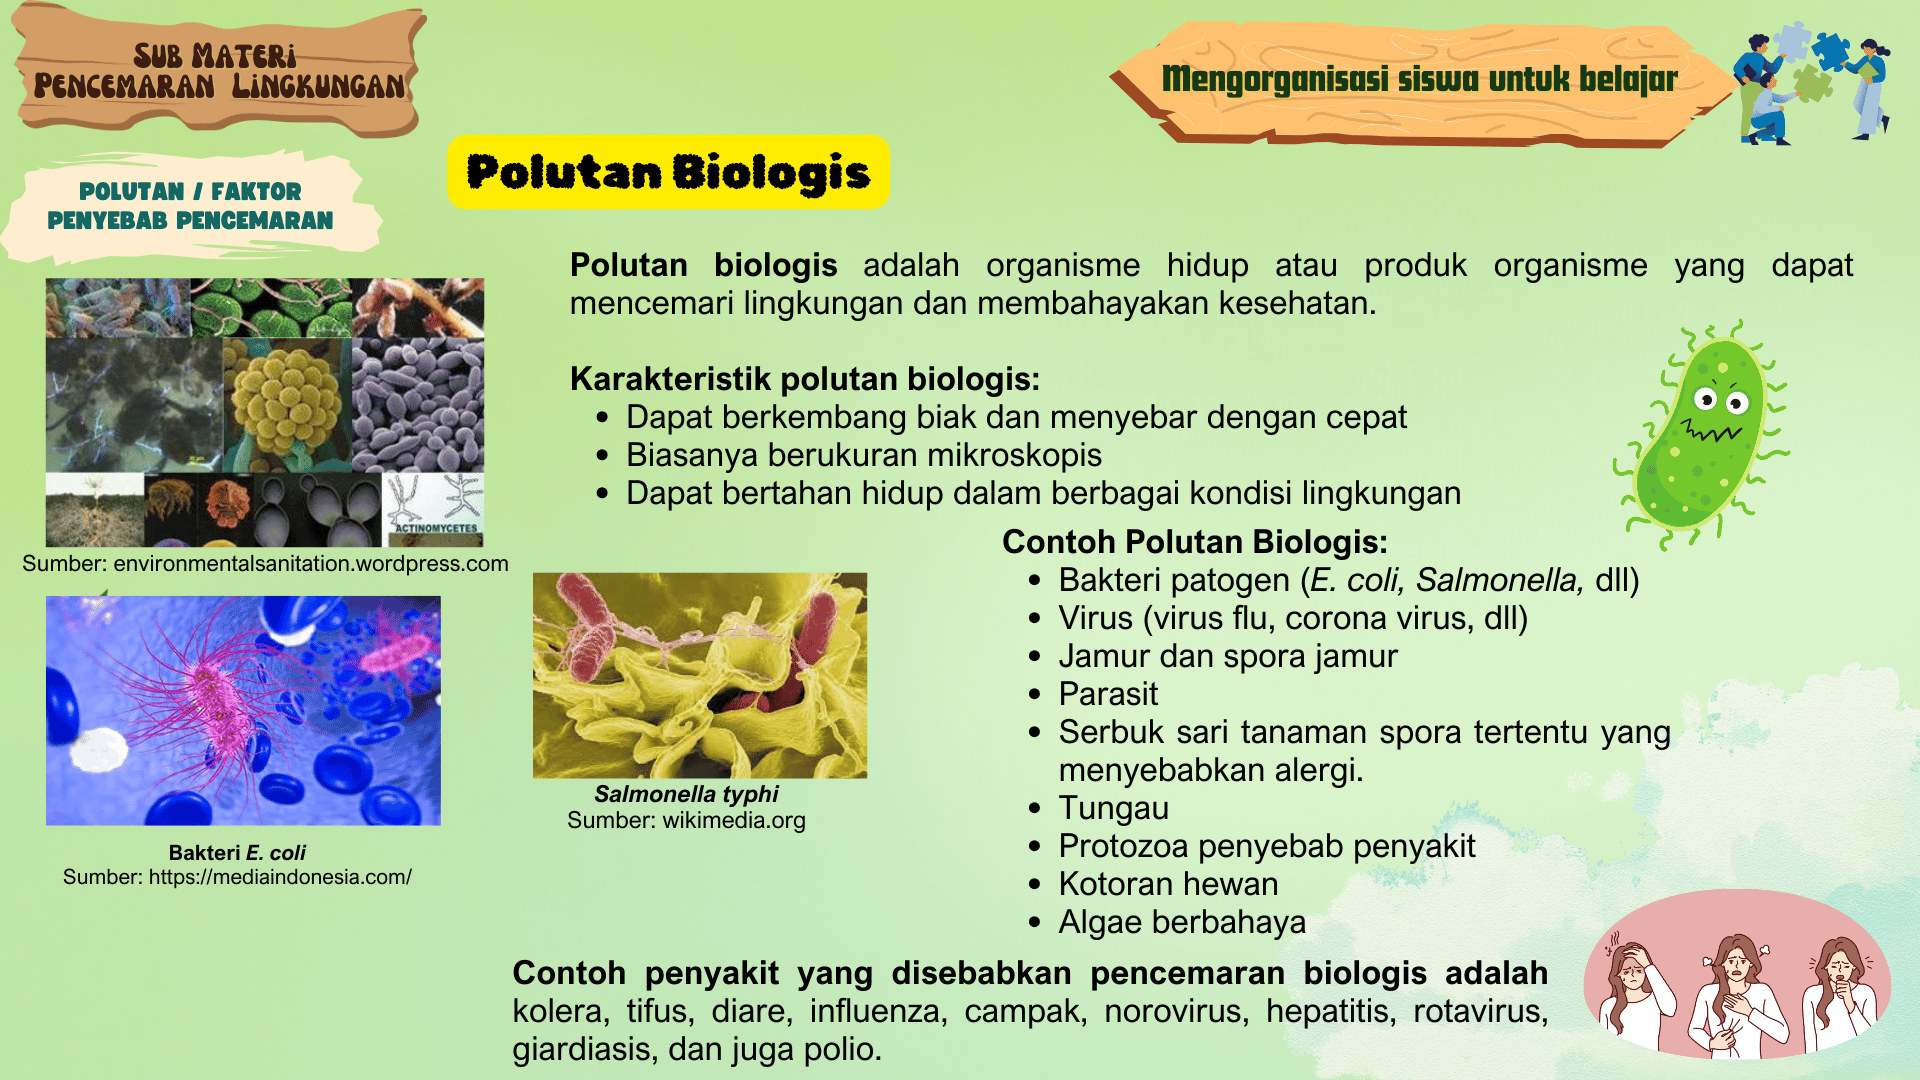 Sub Materi
Pencemaran Lingkungan
Mengorganisasi siswa untuk belajar
Polutan Biologis
POLUTAN / FAKTOR
PENYEBAB PENCEMARAN
Polutan biologis adalah organisme hidup atau produk organisme yang dapat
mencemari lingkungan dan membahayakan kesehatan.
Karakteristik polutan biologis:
• Dapat berkembang biak dan menyebar dengan cepat
• Biasanya berukuran mikroskopis
• Dapat bertahan hidup dalam berbagai kondisi lingkungan
ACTINOMYCETES
Sumber: environmentalsanitation.wordpress.com
Contoh Polutan Biologis:
• Bakteri patogen (E. coli, Salmonella, dll)
• Virus (virus flu, corona virus, dll)
• Jamur dan spora jamur
• Parasit
• Serbuk sari tanaman spora tertentu yang
menyebabkan alergi.
• Tungau
• Protozoa penyebab penyakit
• Kotoran hewan
• Algae berbahaya
Salmonella typhi
Sumber: wikimedia.org
Bakteri E. coli
Sumber: https://mediaindonesia.com/
Contoh penyakit yang disebabkan pencemaran biologis adalah
kolera, tifus, diare, influenza, campak, norovirus, hepatitis, rotavirus,
giardiasis, dan juga polio.